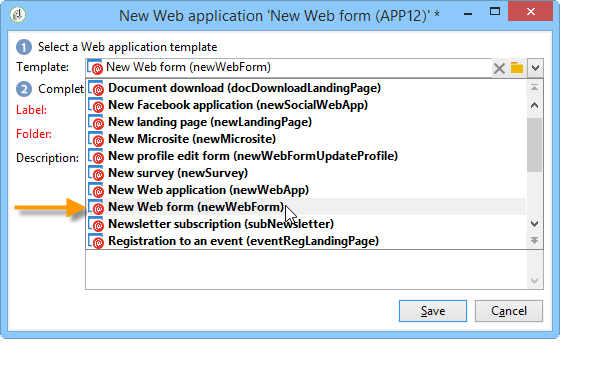 New Web application 'New Web form (APP12)' *
1 Select a Web application template
Template: New Web form (newWebForm)
2 Complet
Document download (docDownloadLandingPage)
New Facebook application (newSocialWebApp)
Label:
New landing page (newLandingPage)
Folder:
New Microsite (newMicrosite)
Description:
New profile edit form (newWebFormUpdateProfile)
New survey (newSurvey)
New Web application (newWebApp)
New Web form (newWebForm)
Newsletter subscription (subNewsletter)
Registration to an event (eventRegLandingPage)
Save Cancel